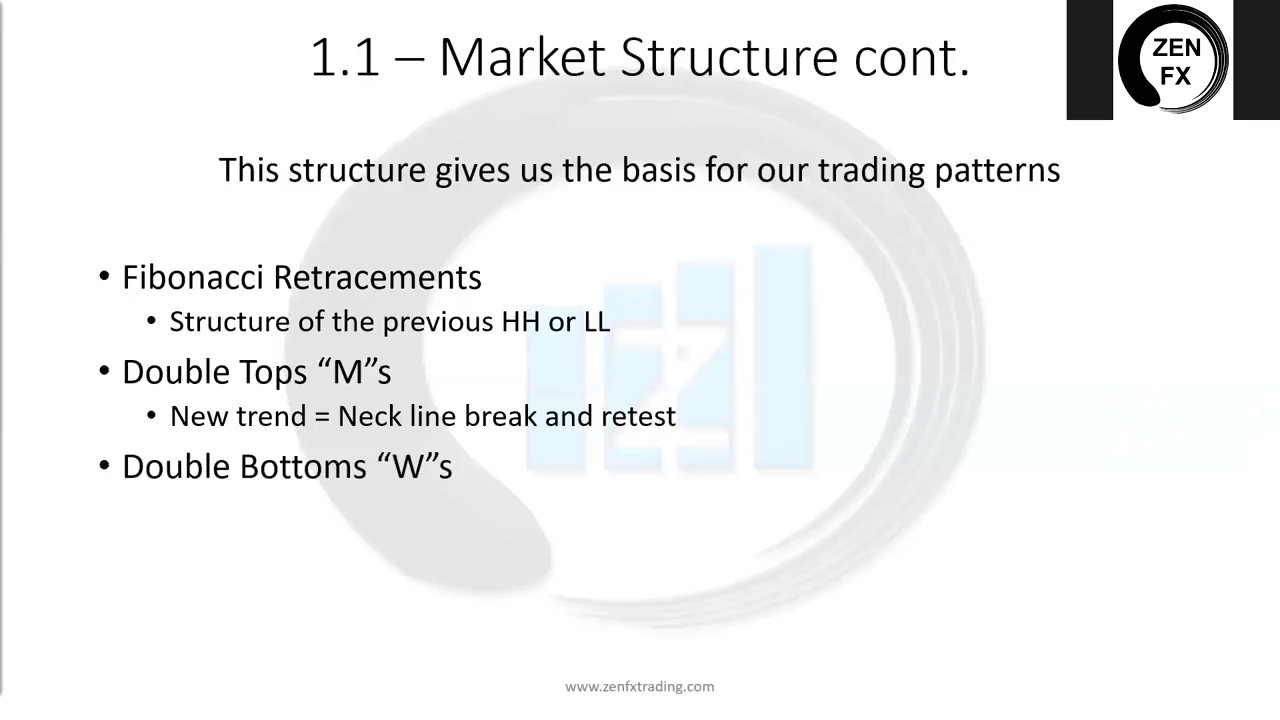 1.1 – Market Structure cont.
ZEN
FX
This structure gives us the basis for our trading patterns
• Fibonacci Retracements
• Structure of the previous HH or LL
• Double Tops “M”s
• New trend = Neck line break and retest
• Double Bottoms “W”s
www.zenfxtrading.com